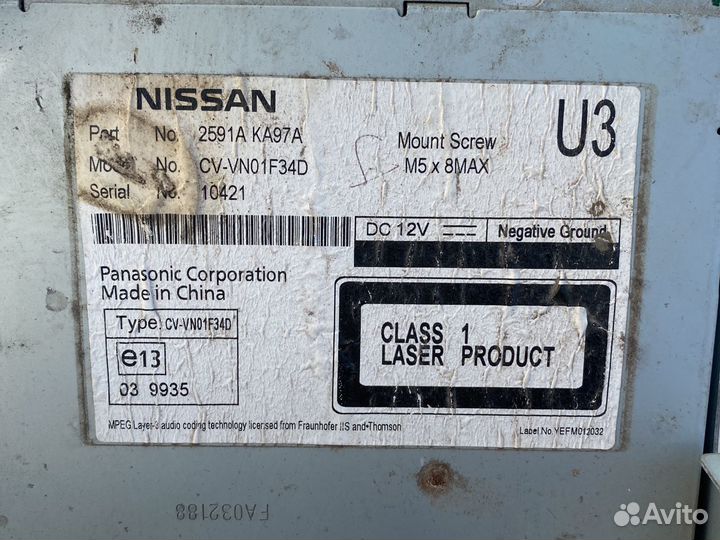 NISSAN
U3
Part No. 2591A KA97A
Model No. CV-VN01F34D
Serial No. 10421
Mount Screw
M5 x 8MAX
DC 12V
Negative Ground
Panasonic Corporation
Made in China
Type: CV-VN01F34D
e13
03 9935
CLASS 1
LASER PRODUCT
MPEG Layer-3 audio coding technology licensed from Fraunhofer IIS and Thomson
Label No. YEFM012032
FA032188
Avito